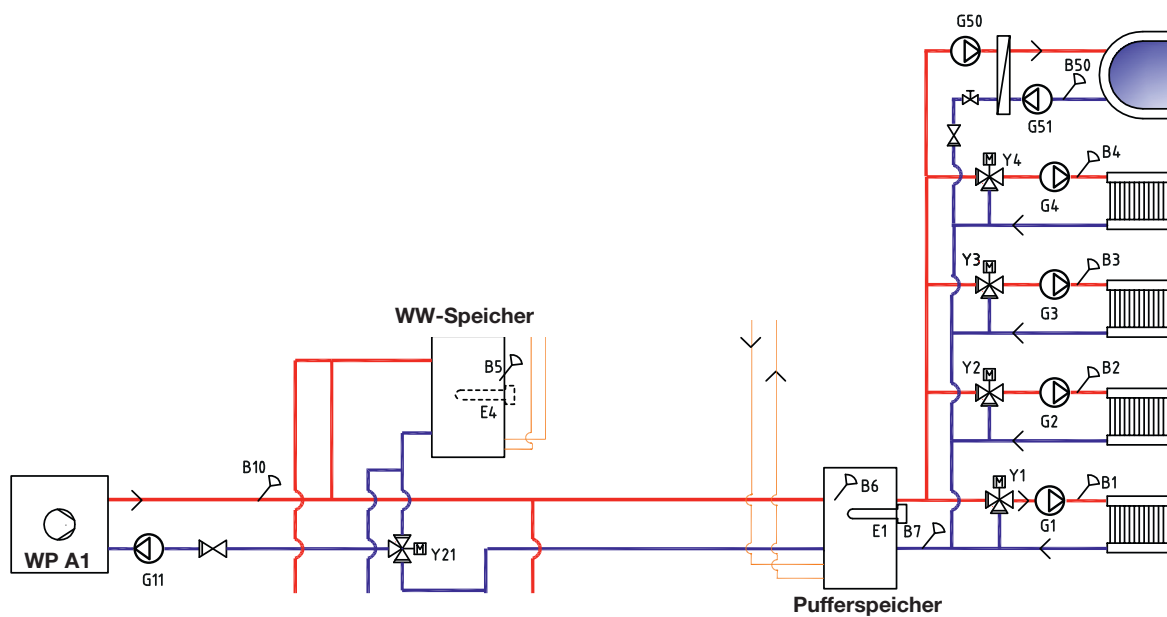 G50
B50
G51
Y4
M
B4
G4
Y3
M
B3
G3
WW-Speicher
B5
E4
Y2
M
B2
G2
B10
B6
Y1
M
B1
E1
B7
G1
WP A1
G11
M
Y21
Pufferspeicher